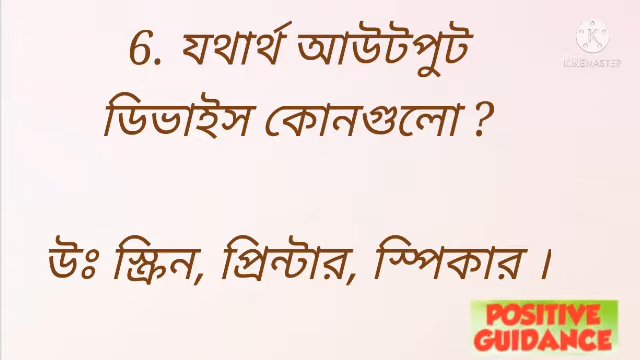 6. যথার্থ আউটপুট
ডিভাইস কোনগুলো ?
উঃ স্ক্রিন, প্রিন্টার, স্পিকার ।
K
KINEMASTER
POSITIVE
GUIDANCE